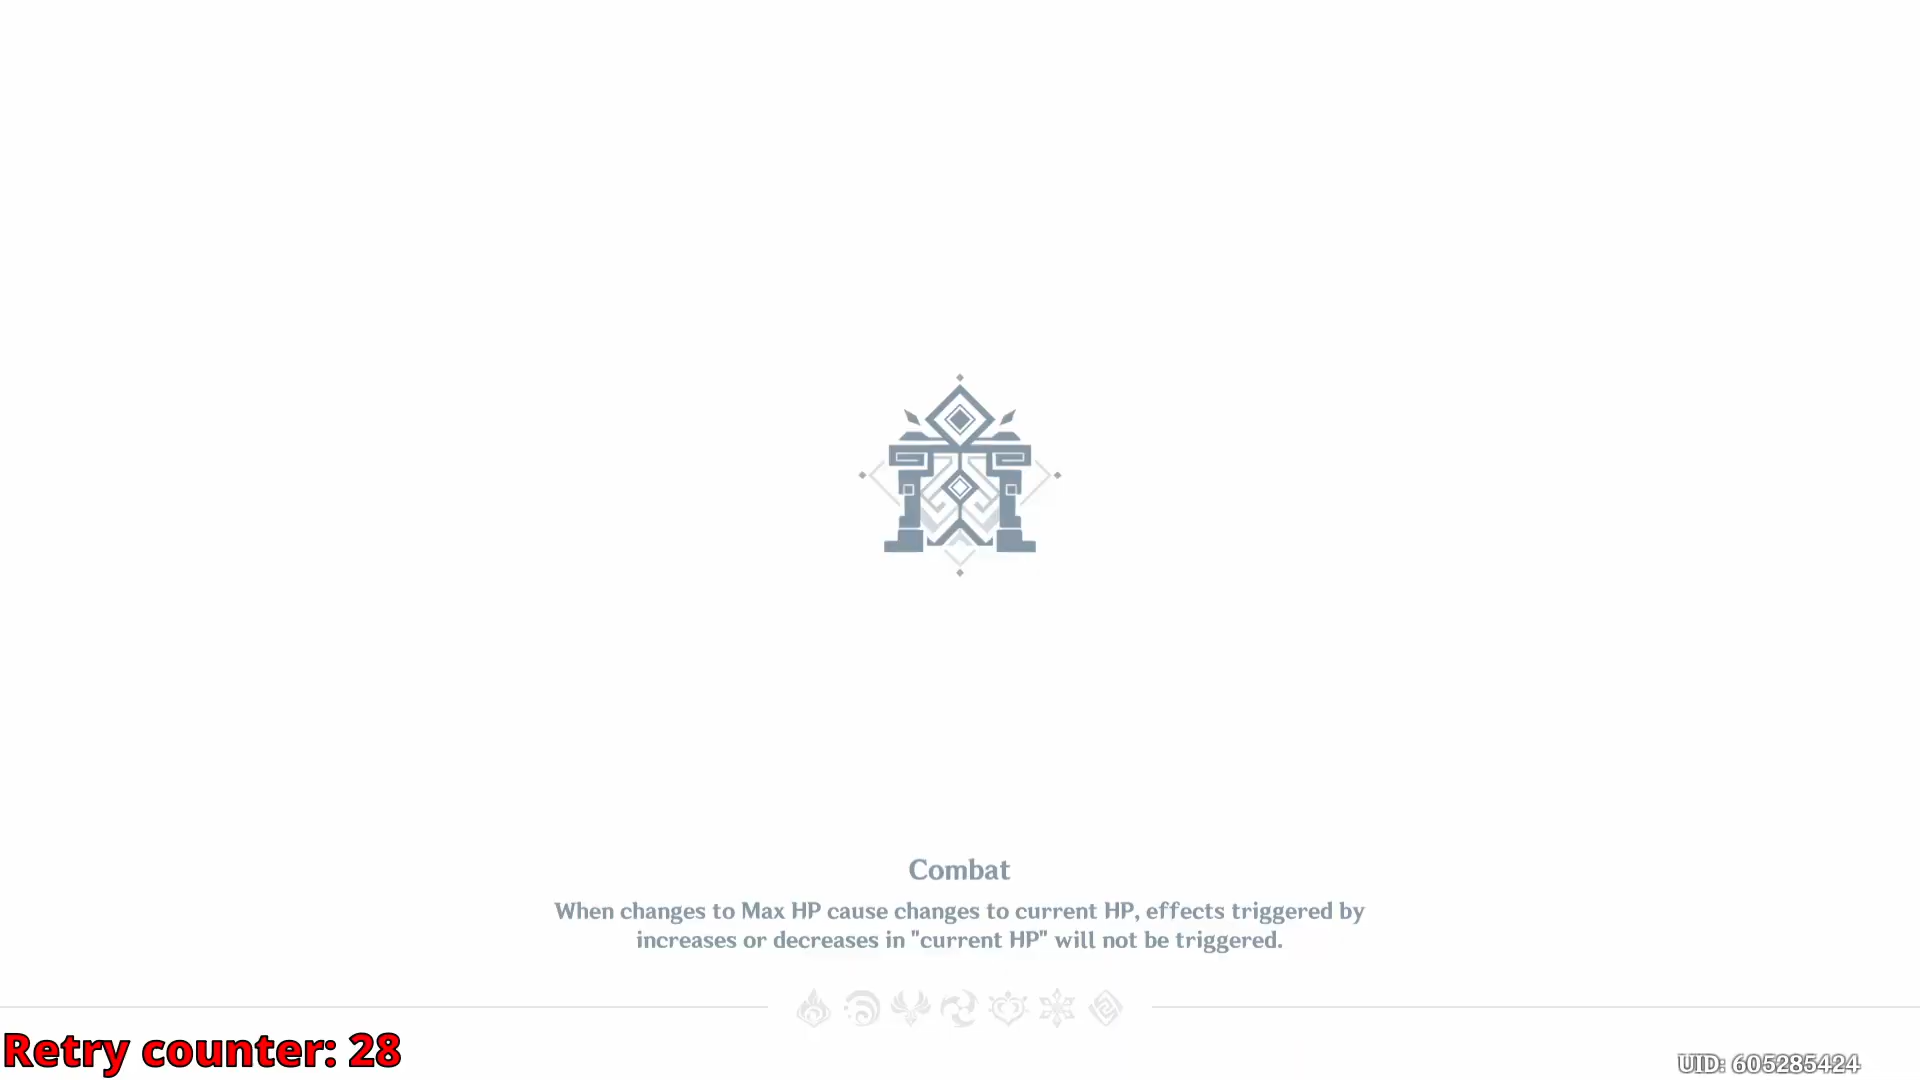 Combat
When changes to Max HP cause changes to current HP, effects triggered by
increases or decreases in "current HP" will not be triggered.
Retry counter: 28
UID: 605285424